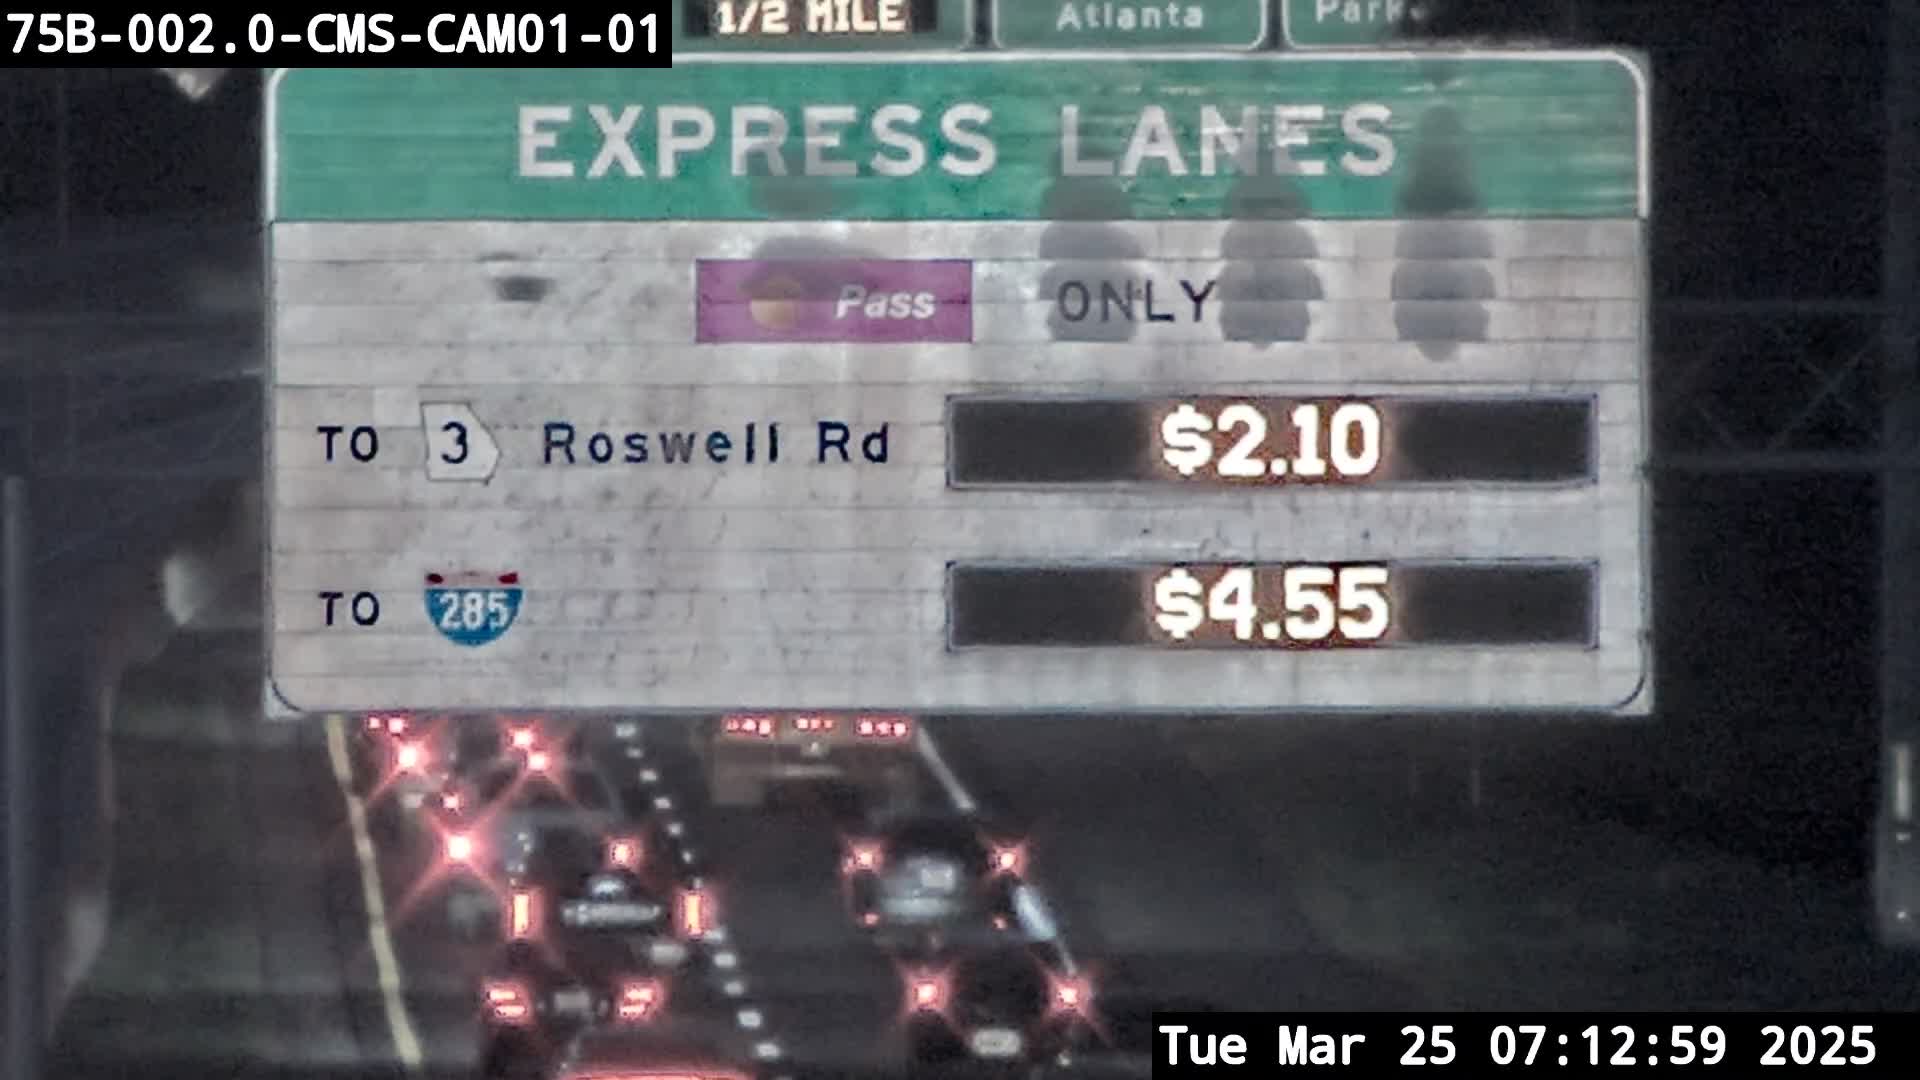 75B-002.0-CMS-CAM01-01
1/2 MILE
Atlanta
Park
EXPRESS LANES
Pass ONLY
TO 3 Roswell Rd $2.10
TO 285 $4.55
Tue Mar 25 07:12:59 2025